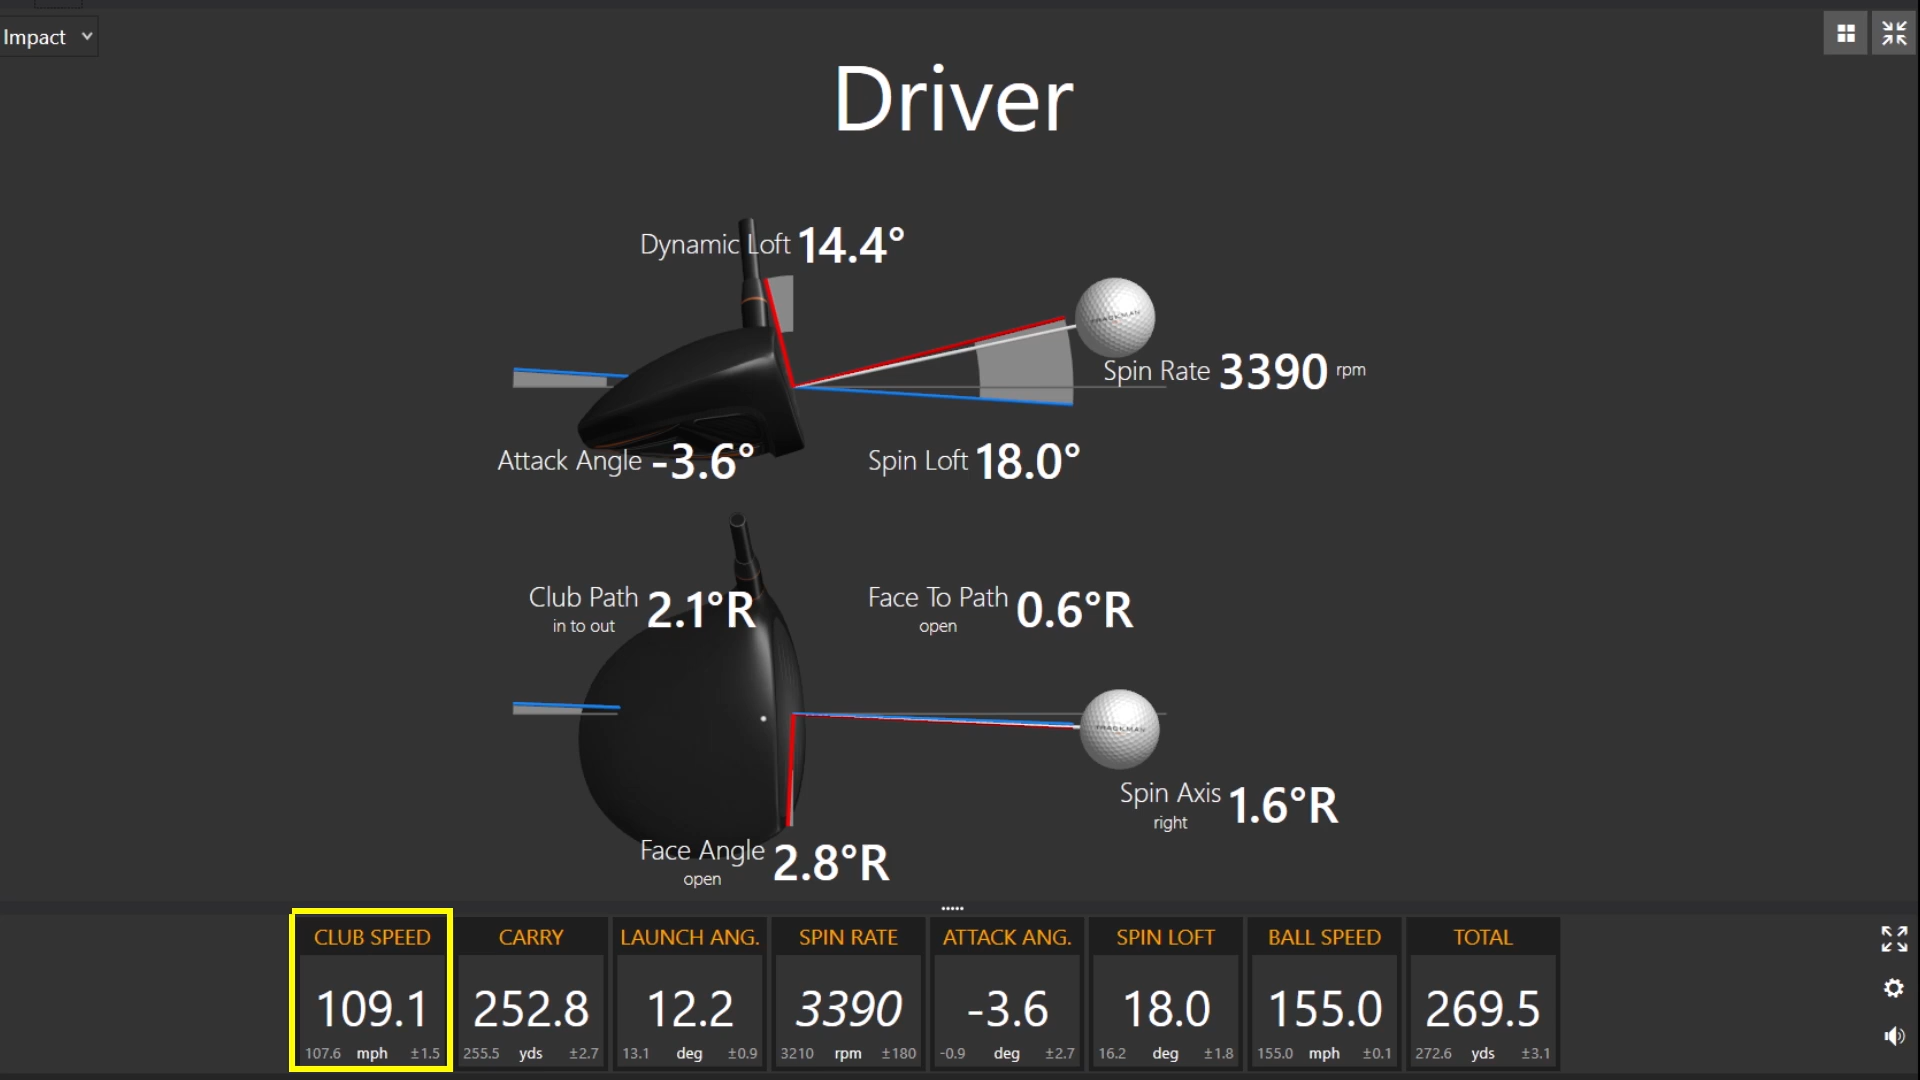 Impact
Driver
Dynamic Loft 14.4°
TRACKMAN
Spin Rate 3390 rpm
Attack Angle -3.6°
Spin Loft 18.0°
Club Path 2.1°R
in to out
Face To Path 0.6°R
open
TRACKMAN
Spin Axis 1.6°R
right
Face Angle 2.8°R
open
CLUB SPEED CARRY LAUNCH ANG. SPIN RATE ATTACK ANG. SPIN LOFT BALL SPEED TOTAL
109.1 252.8 12.2 3390 -3.6 18.0 155.0 269.5
107.6 mph ±1.5 255.5 yds ±2.7 13.1 deg ±0.9 3210 rpm ±180 -0.9 deg ±2.7 16.2 deg ±1.8 155.0 mph ±0.1 272.6 yds ±3.1